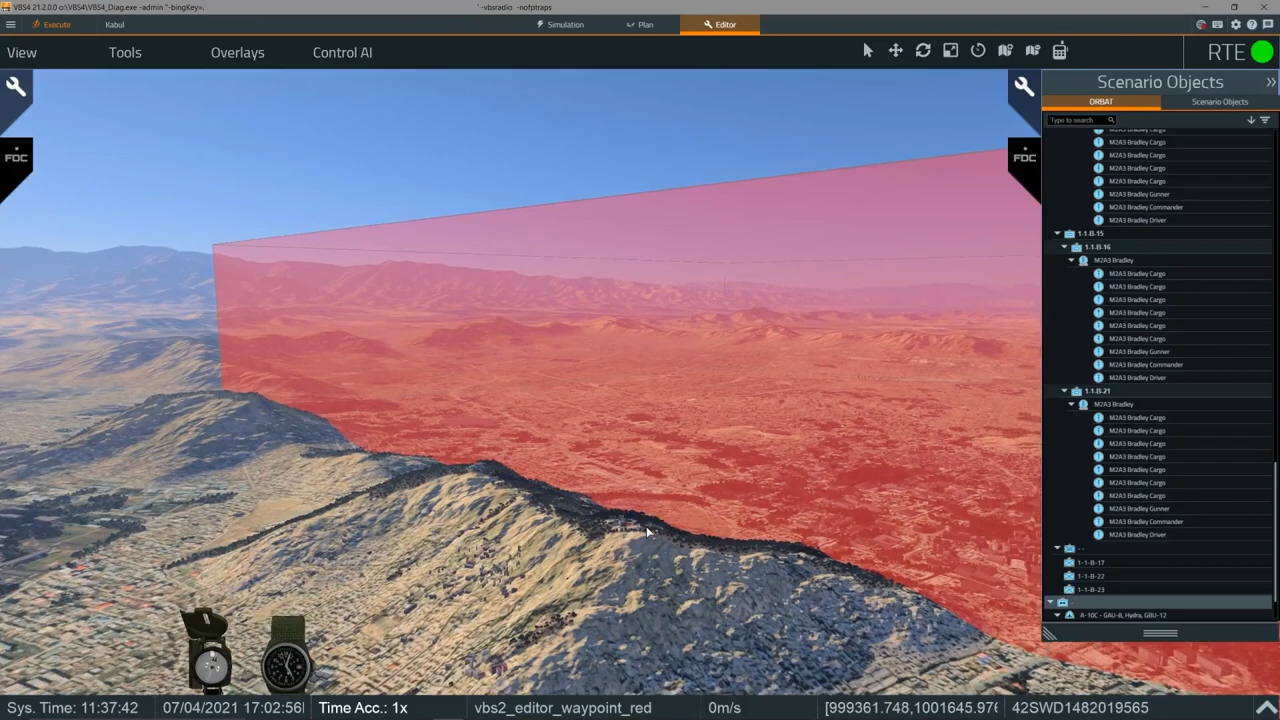 VBS4 21.2.0.0 o:\VBS4\VBS4_Diag.exe -admin "-bingKey=
' -vbsradio -nofptraps
Execute
Kabul
Simulation
Plan
Editor
View
Tools
Overlays
Control AI
RTE
FDC
FDC
Scenario Objects
ORBAT
Scenario Objects
Type to search
M2A3 Bradley Cargo
M2A3 Bradley Cargo
M2A3 Bradley Cargo
M2A3 Bradley Cargo
M2A3 Bradley Cargo
M2A3 Bradley Gunner
M2A3 Bradley Commander
M2A3 Bradley Driver
1-1-B-15
1-1-B-16
M2A3 Bradley
M2A3 Bradley Cargo
M2A3 Bradley Cargo
M2A3 Bradley Cargo
M2A3 Bradley Cargo
M2A3 Bradley Cargo
M2A3 Bradley Cargo
M2A3 Bradley Gunner
M2A3 Bradley Commander
M2A3 Bradley Driver
1-1-B-21
M2A3 Bradley
M2A3 Bradley Cargo
M2A3 Bradley Cargo
M2A3 Bradley Cargo
M2A3 Bradley Cargo
M2A3 Bradley Cargo
M2A3 Bradley Cargo
M2A3 Bradley Cargo
M2A3 Bradley Gunner
M2A3 Bradley Commander
M2A3 Bradley Driver
- -
1-1-B-17
1-1-B-22
1-1-B-23
-
A-10C - GAU-8, Hydra, GBU-12
Sys. Time: 11:37:42
07/04/2021 17:02:56
Time Acc.: 1x
vbs2_editor_waypoint_red
0m/s
[999361.748,1001645.976
42SWD1482019565